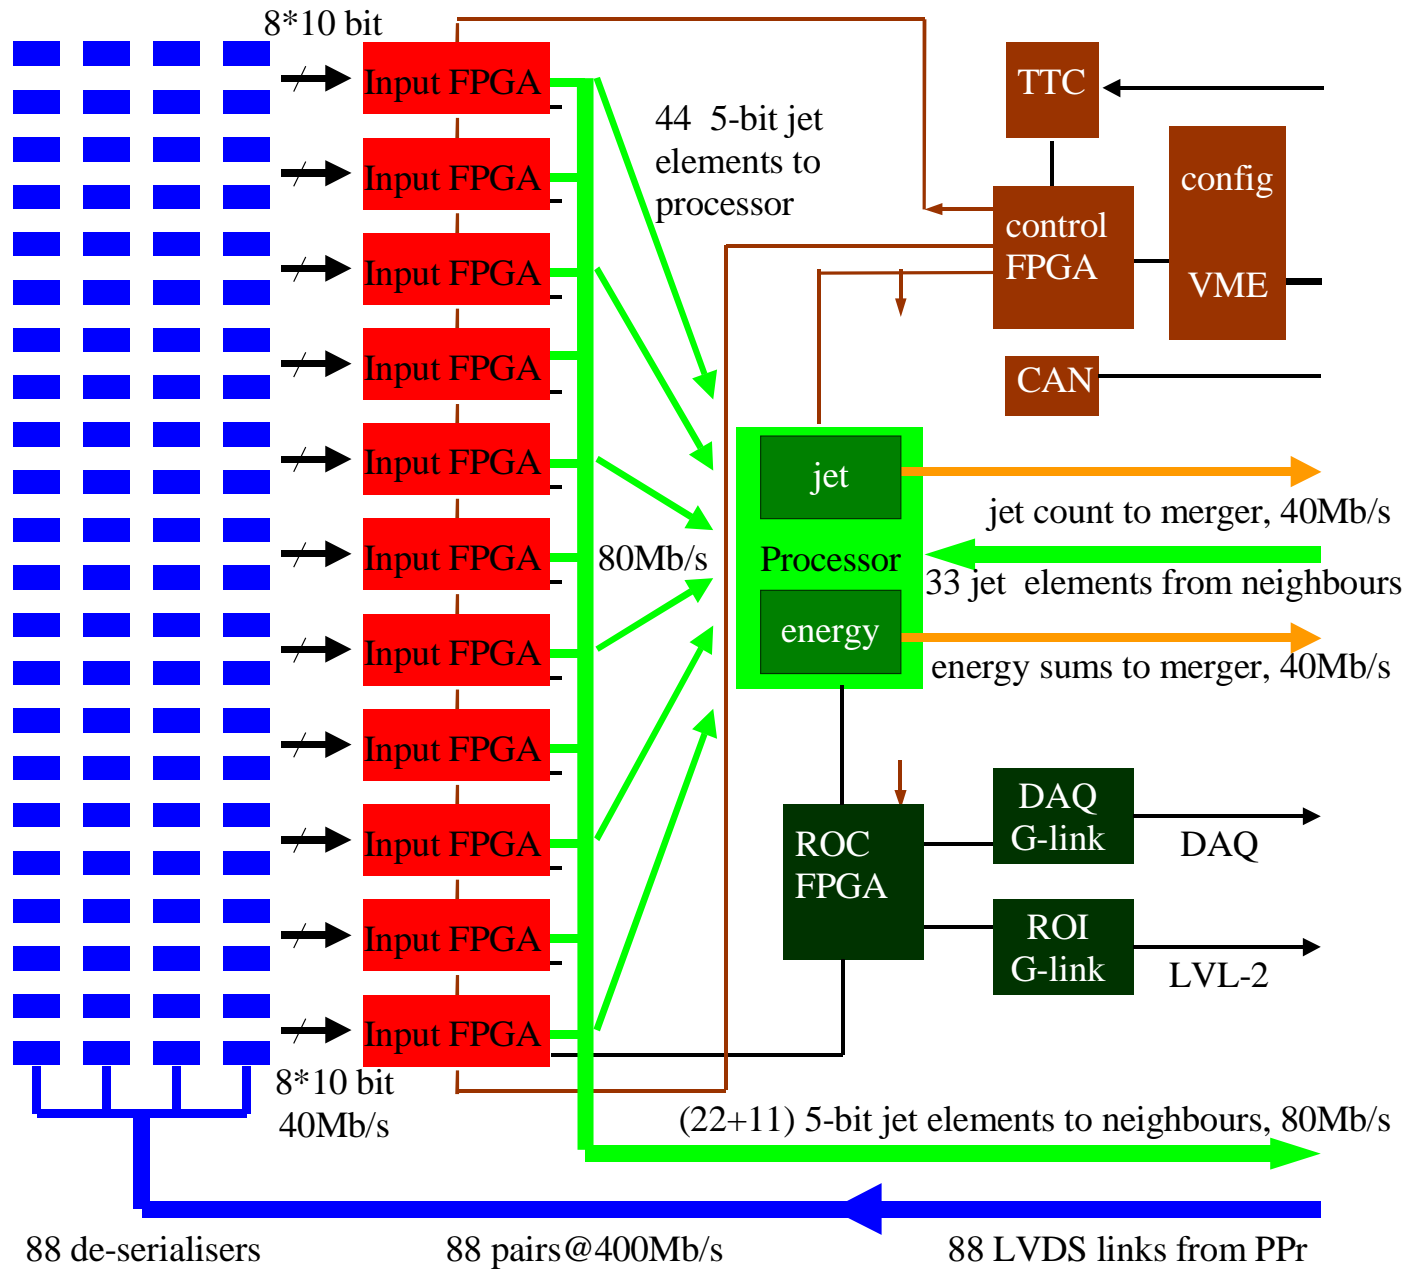 8*10 bit
Input FPGA
Input FPGA
Input FPGA
Input FPGA
Input FPGA
Input FPGA
Input FPGA
Input FPGA
Input FPGA
Input FPGA
Input FPGA
8*10 bit
40Mb/s
44 5-bit jet
elements to
processor
80Mb/s
TTC
config
VME
control
FPGA
CAN
jet
Processor
energy
jet count to merger, 40Mb/s
33 jet elements from neighbours
energy sums to merger, 40Mb/s
ROC
FPGA
DAQ
G-link
DAQ
ROI
G-link
LVL-2
(22+11) 5-bit jet elements to neighbours, 80Mb/s
88 de-serialisers
88 pairs@400Mb/s
88 LVDS links from PPr